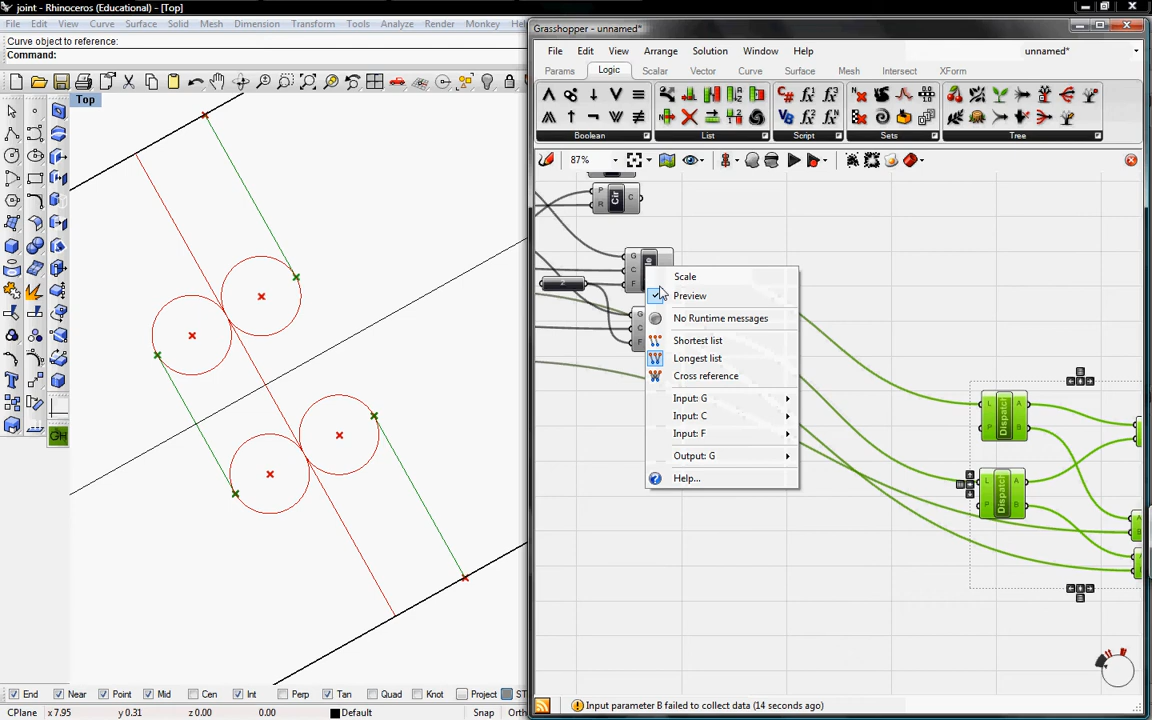 joint - Rhinoceros (Educational) - [Top]
File Edit View Curve Surface Solid Mesh Dimension Transform Tools Analyze Render Monkey
Curve object to reference:
Command:
Top
End Near Point Mid Cen Int Perp Tan Quad Knot Project
CPlane x 7.95 y 0.31 z 0.00 0.00 Default Snap Ortho
Grasshopper - unnamed*
File Edit View Arrange Solution Window Help unnamed*
Params Logic Scalar Vector Curve Surface Mesh Intersect XForm
Boolean List Script Sets Tree
87%
P R Cir C
G C F
G C F
Scale
Preview
No Runtime messages
Shortest list
Longest list
Cross reference
Input: G
Input: C
Input: F
Output: G
Help...
L P Dispatch A B
L P Dispatch A B
A B
A
Input parameter B failed to collect data (14 seconds ago)